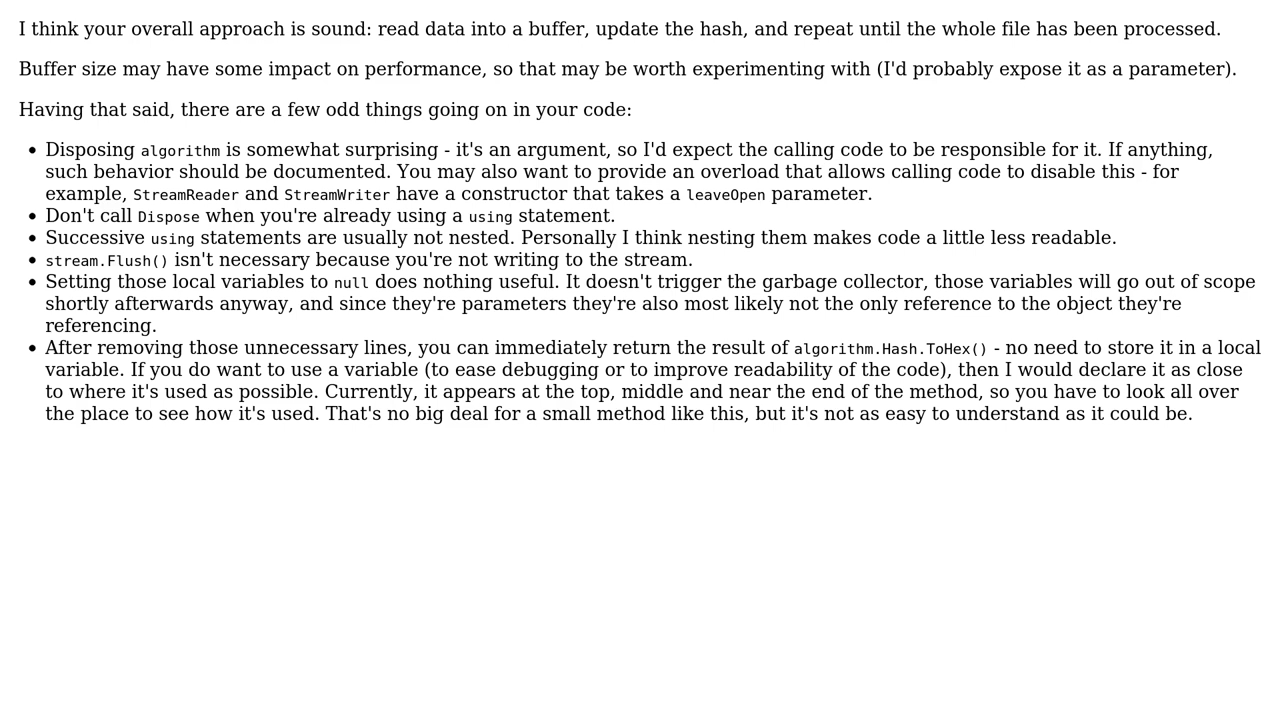 I think your overall approach is sound: read data into a buffer, update the hash, and repeat until the whole file has been processed.
Buffer size may have some impact on performance, so that may be worth experimenting with (I'd probably expose it as a parameter).
Having that said, there are a few odd things going on in your code:
• Disposing algorithm is somewhat surprising - it's an argument, so I'd expect the calling code to be responsible for it. If anything,
such behavior should be documented. You may also want to provide an overload that allows calling code to disable this - for
example, StreamReader and StreamWriter have a constructor that takes a leaveOpen parameter.
• Don't call Dispose when you're already using a using statement.
• Successive using statements are usually not nested. Personally I think nesting them makes code a little less readable.
• stream.Flush() isn't necessary because you're not writing to the stream.
• Setting those local variables to null does nothing useful. It doesn't trigger the garbage collector, those variables will go out of scope
shortly afterwards anyway, and since they're parameters they're also most likely not the only reference to the object they're
referencing.
• After removing those unnecessary lines, you can immediately return the result of algorithm.Hash.ToHex() - no need to store it in a local
variable. If you do want to use a variable (to ease debugging or to improve readability of the code), then I would declare it as close
to where it's used as possible. Currently, it appears at the top, middle and near the end of the method, so you have to look all over
the place to see how it's used. That's no big deal for a small method like this, but it's not as easy to understand as it could be.